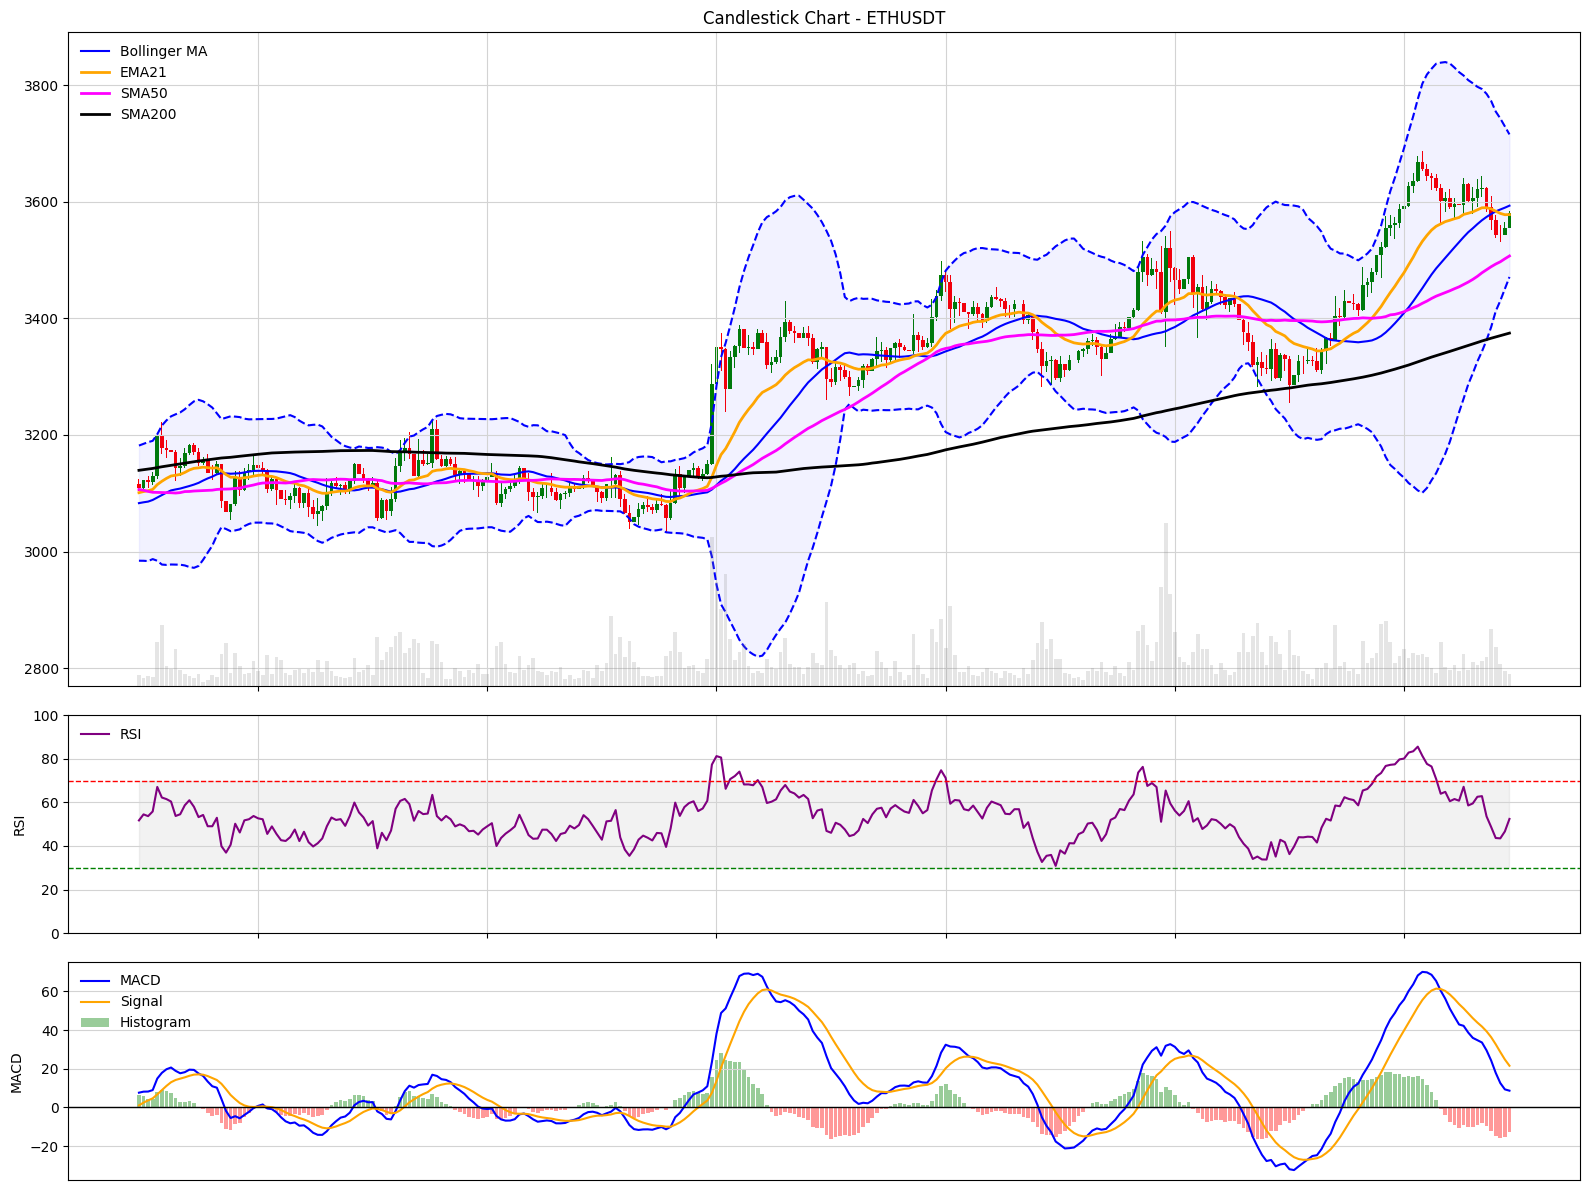 Candlestick Chart - ETHUSDT
Bollinger MA
EMA21
SMA50
SMA200
3800
3600
3400
3200
3000
2800
RSI
RSI
100
80
60
40
20
0
MACD
Signal
Histogram
MACD
60
40
20
0
−20